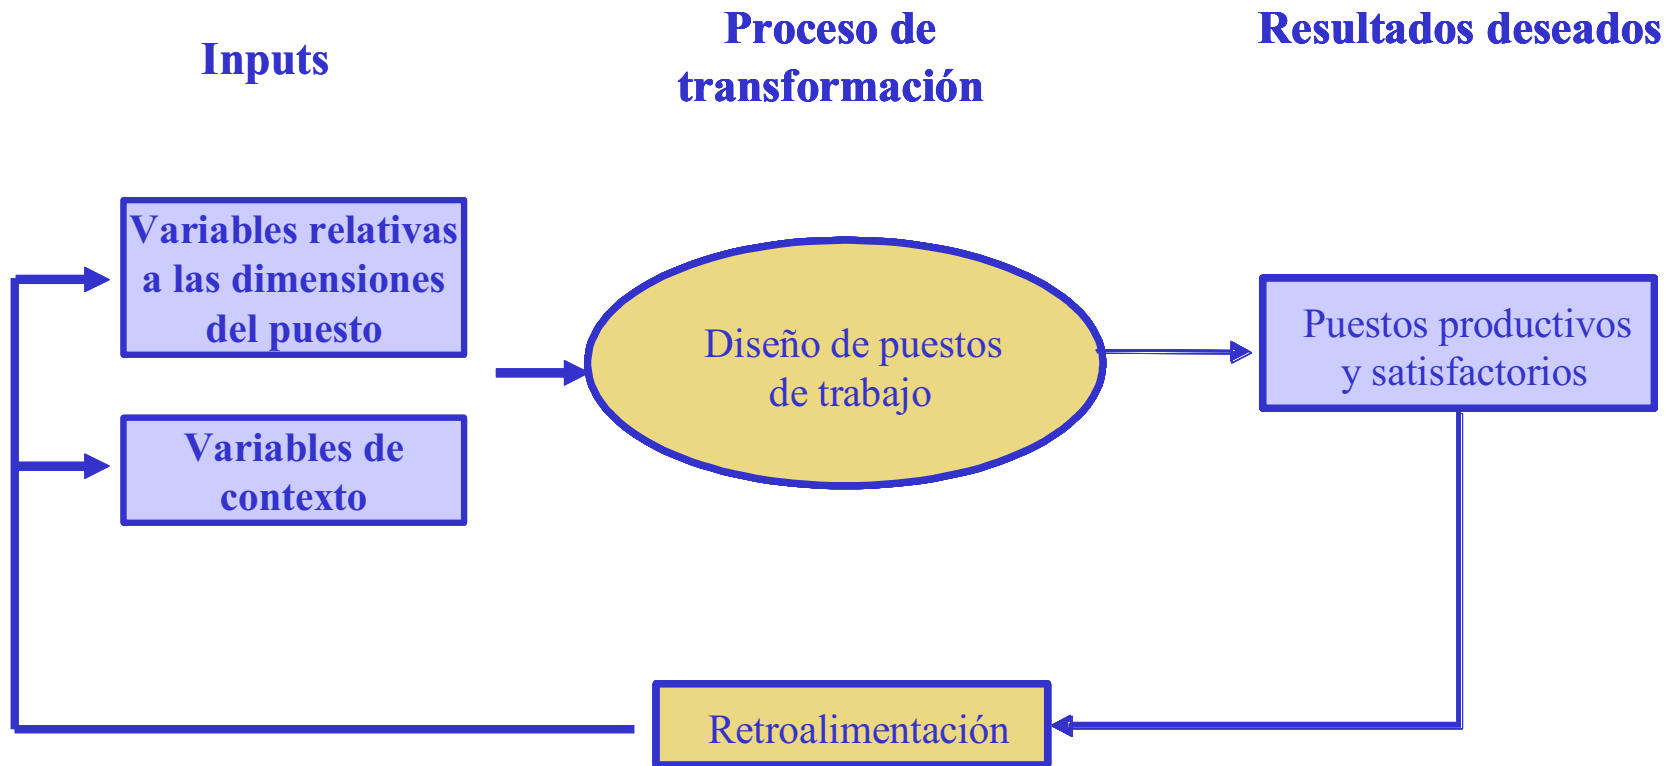 Inputs
Proceso de
transformación
Resultados deseados
Variables relativas
a las dimensiones
del puesto
Variables de
contexto
Diseño de puestos
de trabajo
Puestos productivos
y satisfactorios
Retroalimentación